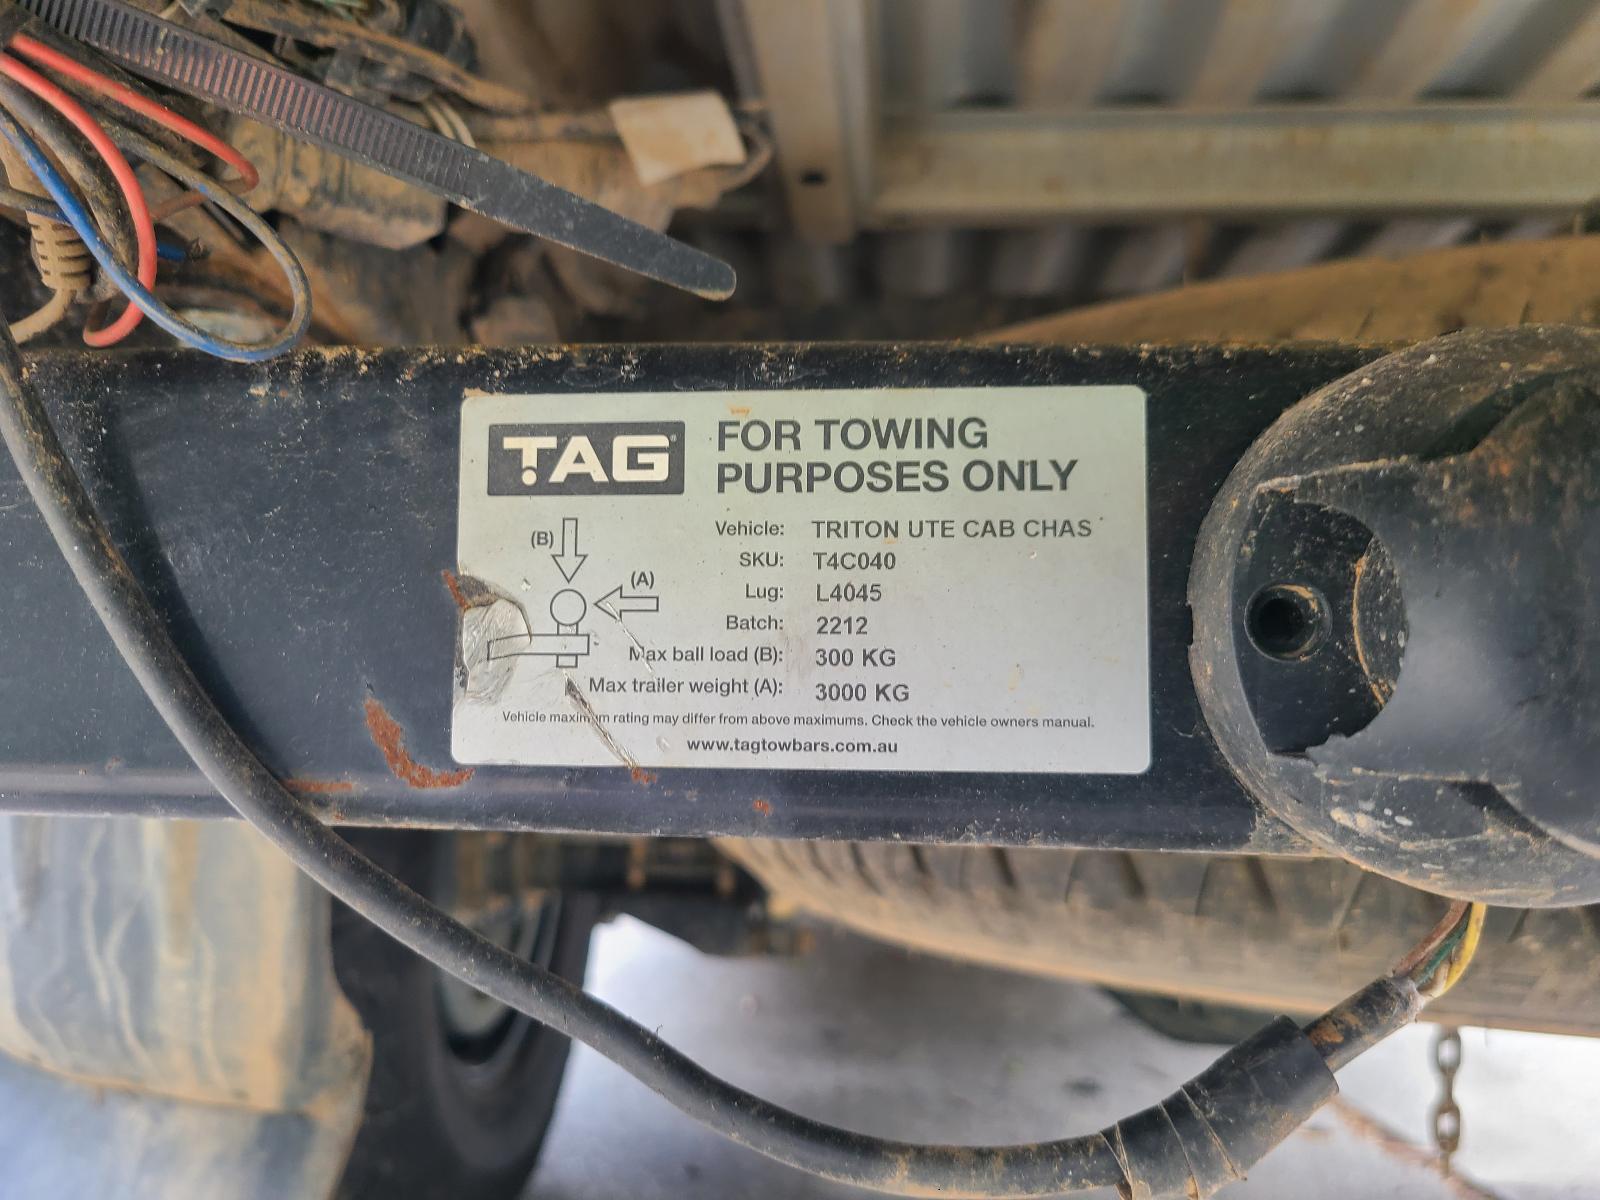 TAG®
FOR TOWING
PURPOSES ONLY
Vehicle: TRITON UTE CAB CHAS
SKU: T4C040
Lug: L4045
Batch: 2212
Max ball load (B): 300 KG
Max trailer weight (A): 3000 KG
(B)
(A)
Vehicle maximum rating may differ from above maximums. Check the vehicle owners manual.
www.tagtowbars.com.au